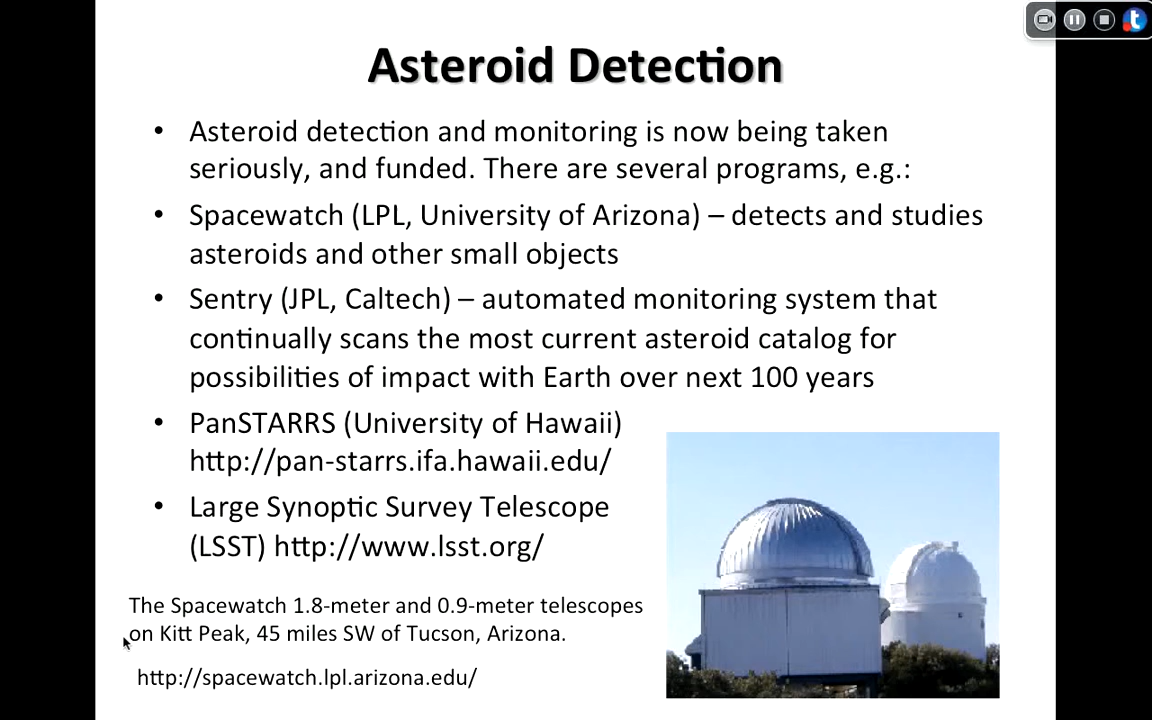 Asteroid Detection
• Asteroid detection and monitoring is now being taken
seriously, and funded. There are several programs, e.g.:
• Spacewatch (LPL, University of Arizona) – detects and studies
asteroids and other small objects
• Sentry (JPL, Caltech) – automated monitoring system that
continually scans the most current asteroid catalog for
possibilities of impact with Earth over next 100 years
• PanSTARRS (University of Hawaii)
http://pan-starrs.ifa.hawaii.edu/
• Large Synoptic Survey Telescope
(LSST) http://www.lsst.org/
The Spacewatch 1.8-meter and 0.9-meter telescopes
on Kitt Peak, 45 miles SW of Tucson, Arizona.
http://spacewatch.lpl.arizona.edu/
t